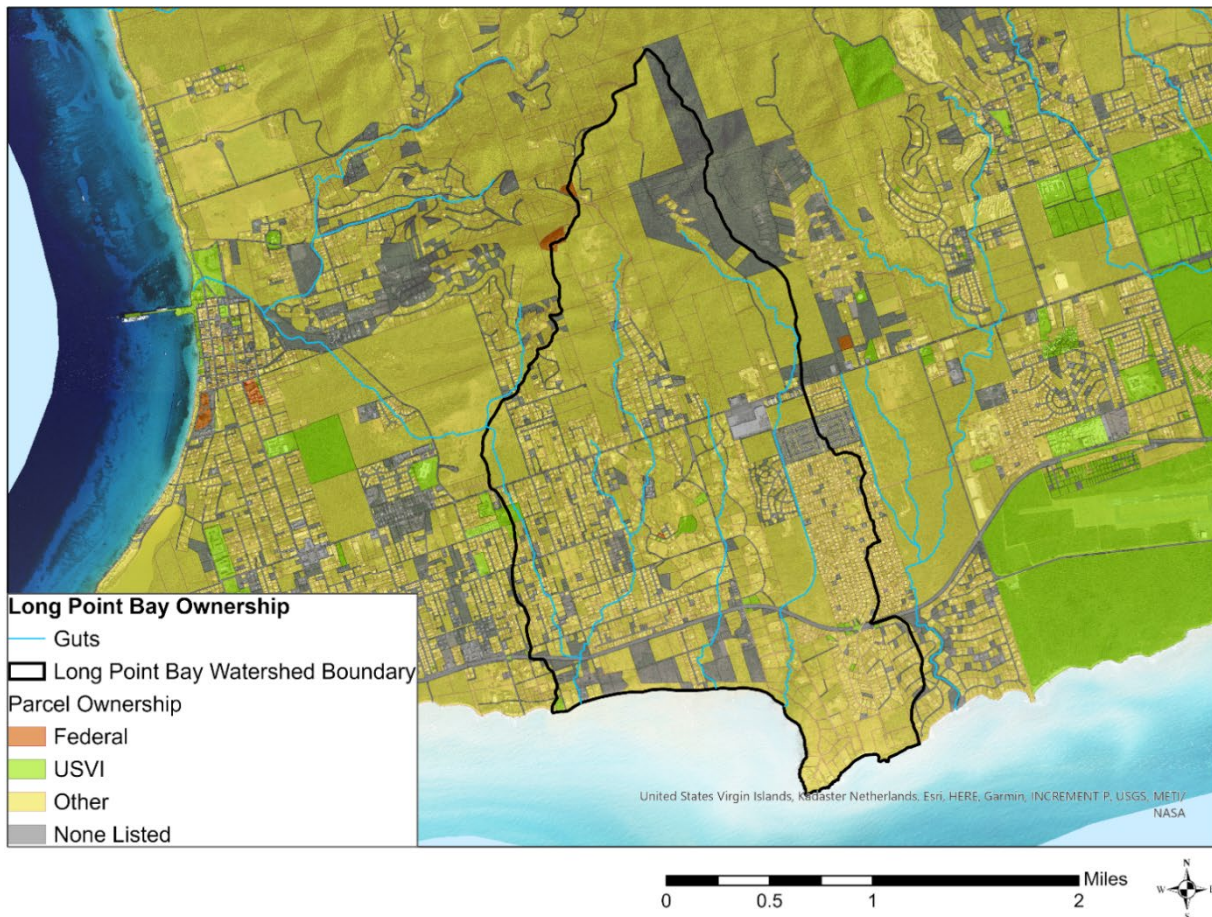 United States Virgin Islands, Kadaster Netherlands, Esri, HERE, Garmin, INCREMENT P, USGS, METI/
NASA
Long Point Bay Ownership
Guts
Long Point Bay Watershed Boundary
Parcel Ownership
Federal
USVI
Other
None Listed
Miles
0 0.5 1 2
N
W
S